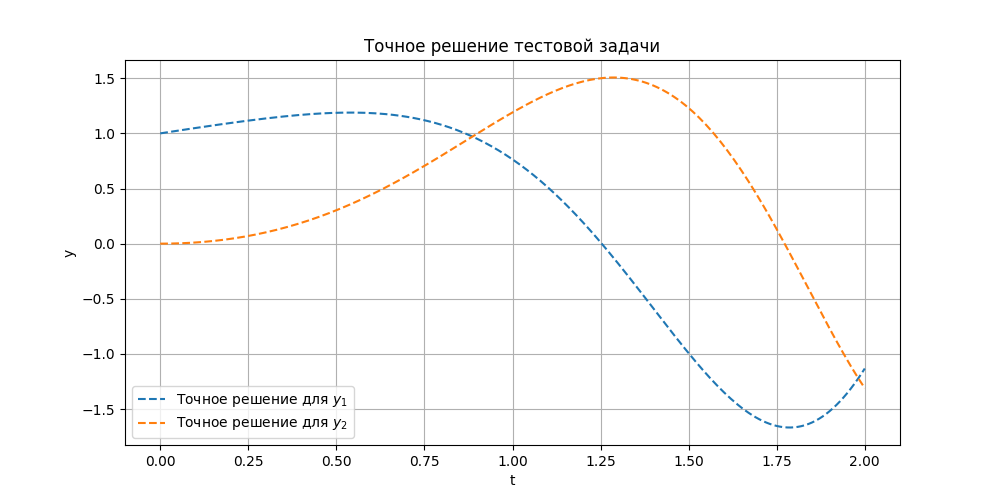 Точное решение тестовой задачи
y
1.5
1.0
0.5
0.0
−0.5
−1.0
−1.5
Точное решение для y₁
Точное решение для y₂
0.00 0.25 0.50 0.75 1.00 1.25 1.50 1.75 2.00
t